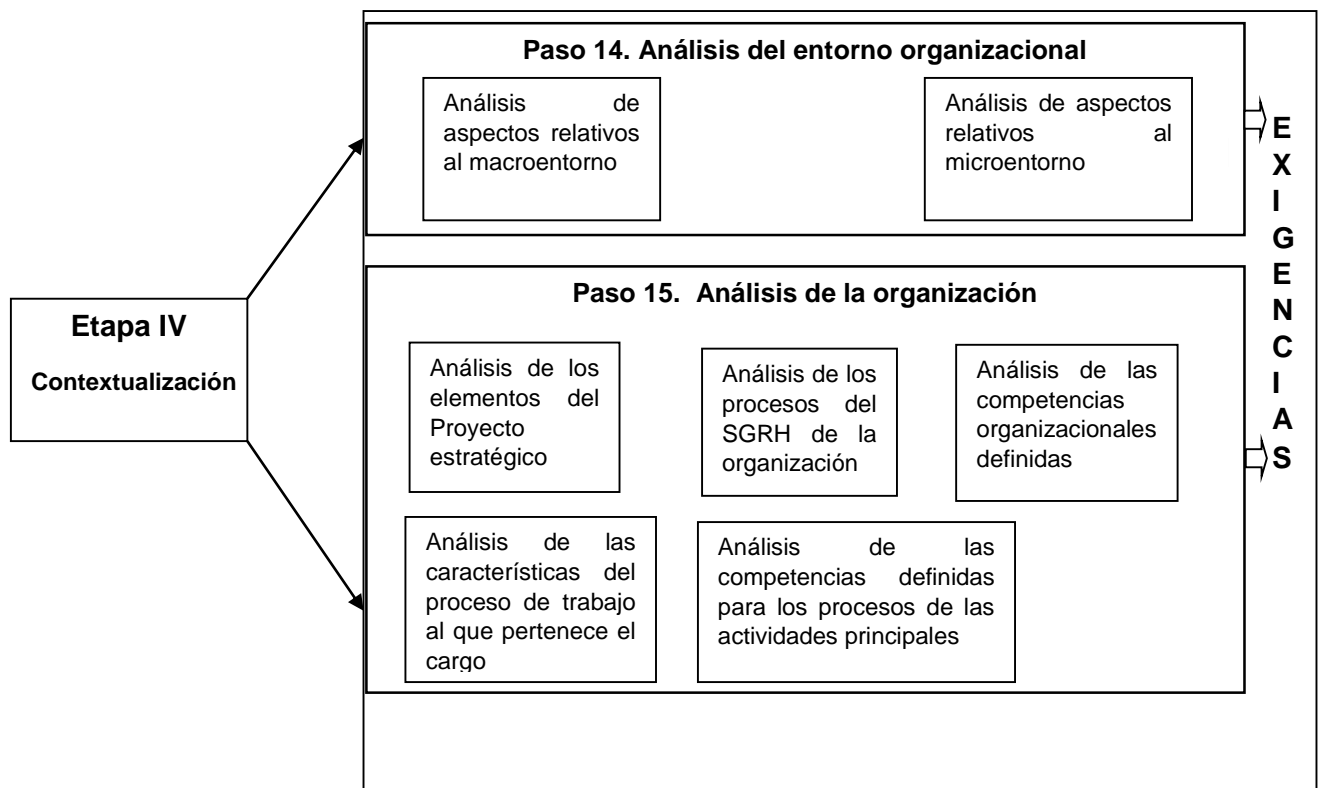 Paso 14. Análisis del entorno organizacional
Análisis de
aspectos relativos
al macroentorno
Análisis de aspectos
relativos al
microentorno
Etapa IV
Contextualización
Paso 15. Análisis de la organización
Análisis de los
elementos del
Proyecto
estratégico
Análisis de los
procesos del
SGRH de la
organización
Análisis de las
competencias
organizacionales
definidas
Análisis de las
características del
proceso de trabajo
al que pertenece el
cargo
Análisis de las
competencias definidas
para los procesos de las
actividades principales
E
X
I
G
E
N
C
I
A
S